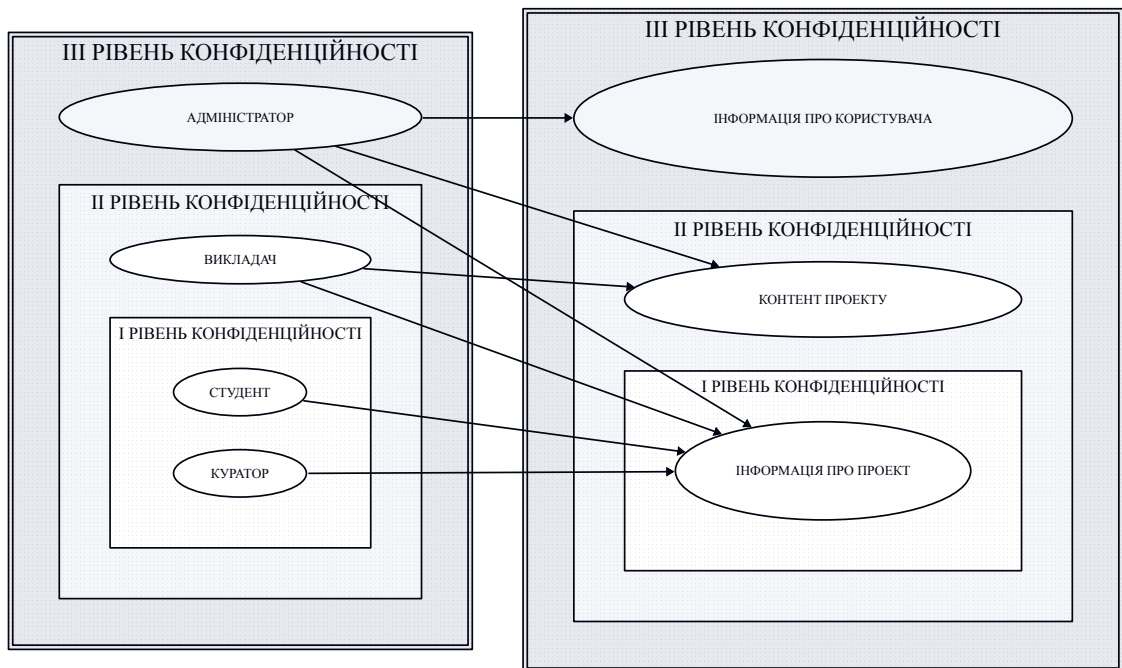 ІІІ РІВЕНЬ КОНФІДЕНЦІЙНОСТІ
АДМІНІСТРАТОР
ІІ РІВЕНЬ КОНФІДЕНЦІЙНОСТІ
ВИКЛАДАЧ
І РІВЕНЬ КОНФІДЕНЦІЙНОСТІ
СТУДЕНТ
КУРАТОР
ІІІ РІВЕНЬ КОНФІДЕНЦІЙНОСТІ
ІНФОРМАЦІЯ ПРО КОРИСТУВАЧА
ІІ РІВЕНЬ КОНФІДЕНЦІЙНОСТІ
КОНТЕНТ ПРОЕКТУ
І РІВЕНЬ КОНФІДЕНЦІЙНОСТІ
ІНФОРМАЦІЯ ПРО ПРОЕКТ